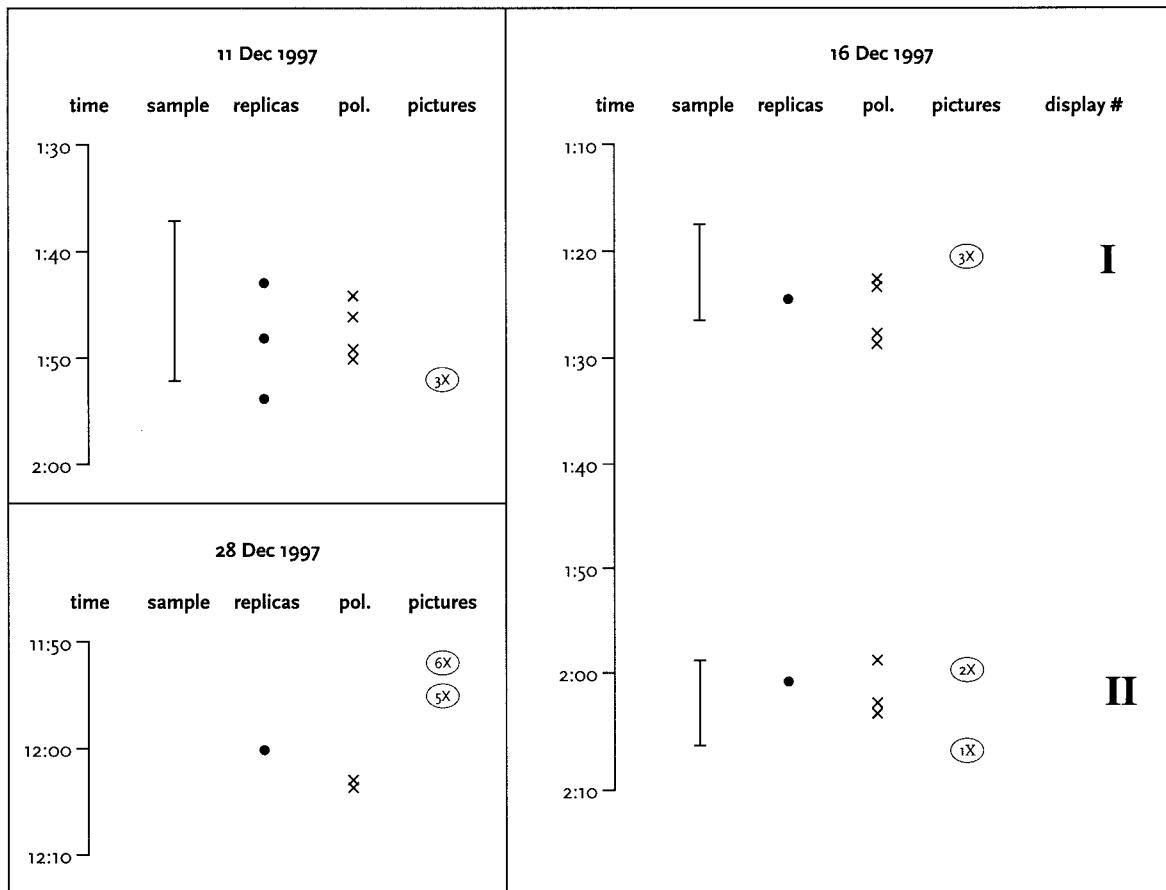 11 Dec 1997
time sample replicas pol. pictures
1:30
1:40
1:50
3X
2:00
28 Dec 1997
time sample replicas pol. pictures
11:50
6X
5X
12:00
12:10
16 Dec 1997
time sample replicas pol. pictures display #
1:10
1:20 3X I
1:30
1:40
1:50
2:00 2X II
1X
2:10